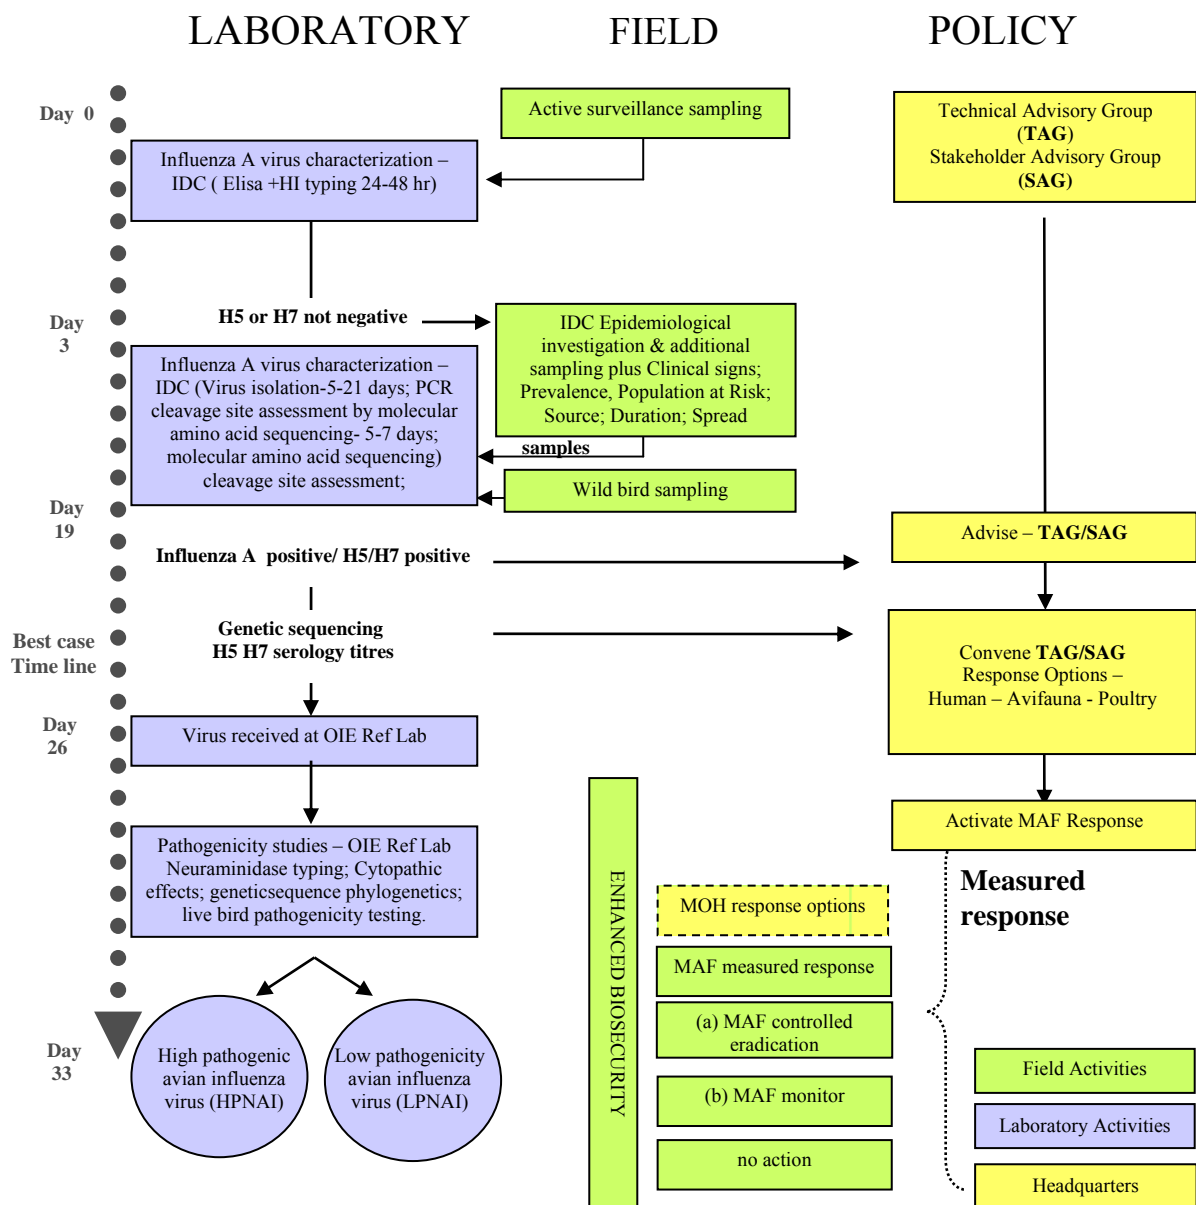 LABORATORY
FIELD
POLICY
Day 0
Active surveillance sampling
Technical Advisory Group
(TAG)
Stakeholder Advisory Group
(SAG)
Influenza A virus characterization –
IDC ( Elisa +HI typing 24-48 hr)
H5 or H7 not negative
Day
3
IDC Epidemiological
investigation & additional
sampling plus Clinical signs;
Prevalence, Population at Risk;
Source; Duration; Spread
Influenza A virus characterization –
IDC (Virus isolation-5-21 days; PCR
cleavage site assessment by molecular
amino acid sequencing- 5-7 days;
molecular amino acid sequencing)
cleavage site assessment;
samples
Wild bird sampling
Day
19
Advise – TAG/SAG
Influenza A positive/ H5/H7 positive
Genetic sequencing
H5 H7 serology titres
Best case
Time line
Convene TAG/SAG
Response Options –
Human – Avifauna - Poultry
Day
26
Virus received at OIE Ref Lab
Activate MAF Response
Pathogenicity studies – OIE Ref Lab
Neuraminidase typing; Cytopathic
effects; geneticsequence phylogenetics;
live bird pathogenicity testing.
ENHANCED BIOSECURITY
Measured
response
MOH response options
MAF measured response
(a) MAF controlled
eradication
(b) MAF monitor
no action
Day
33
High pathogenic
avian influenza
virus (HPNAI)
Low pathogenicity
avian influenza
virus (LPNAI)
Field Activities
Laboratory Activities
Headquarters